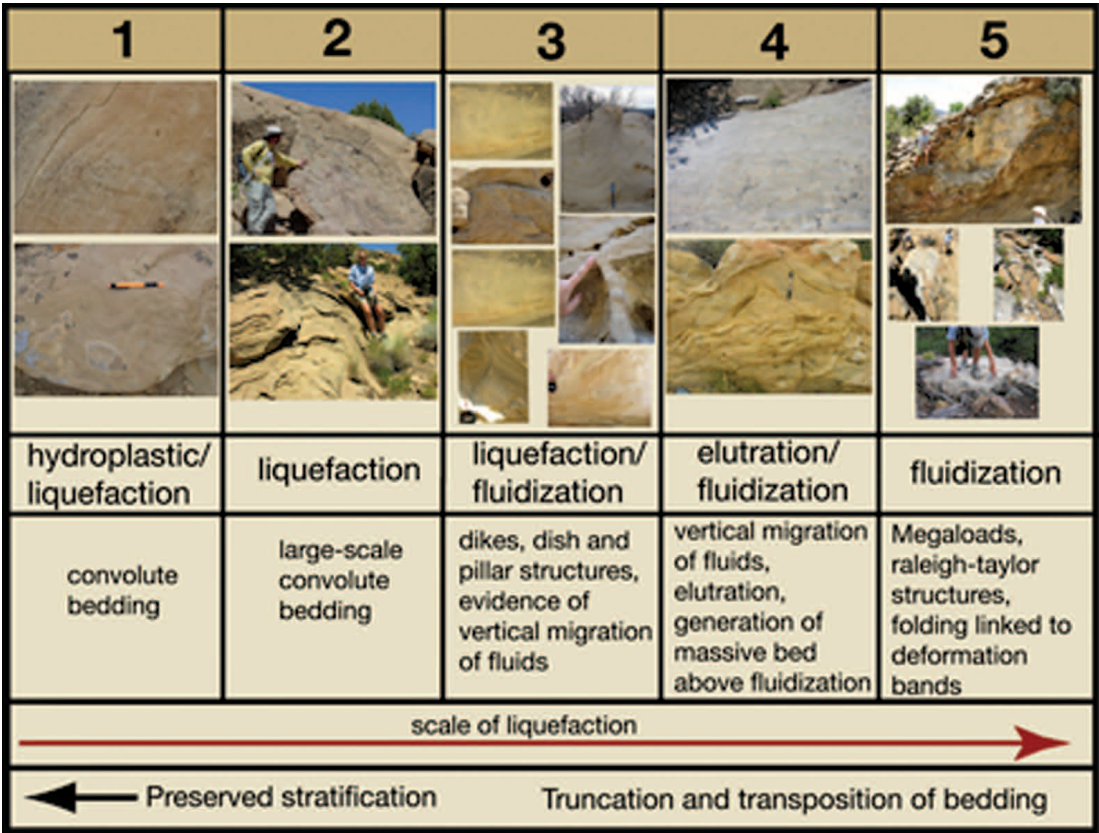 1
2
3
4
5
hydroplastic/
liquefaction
liquefaction
liquefaction/
fluidization
elutration/
fluidization
fluidization
convolute
bedding
large-scale
convolute
bedding
dikes, dish and
pillar structures,
evidence of
vertical migration
of fluids
vertical migration
of fluids,
elutration,
generation of
massive bed
above fluidization
Megaloads,
raleigh-taylor
structures,
folding linked to
deformation
bands
scale of liquefaction
Preserved stratification
Truncation and transposition of bedding